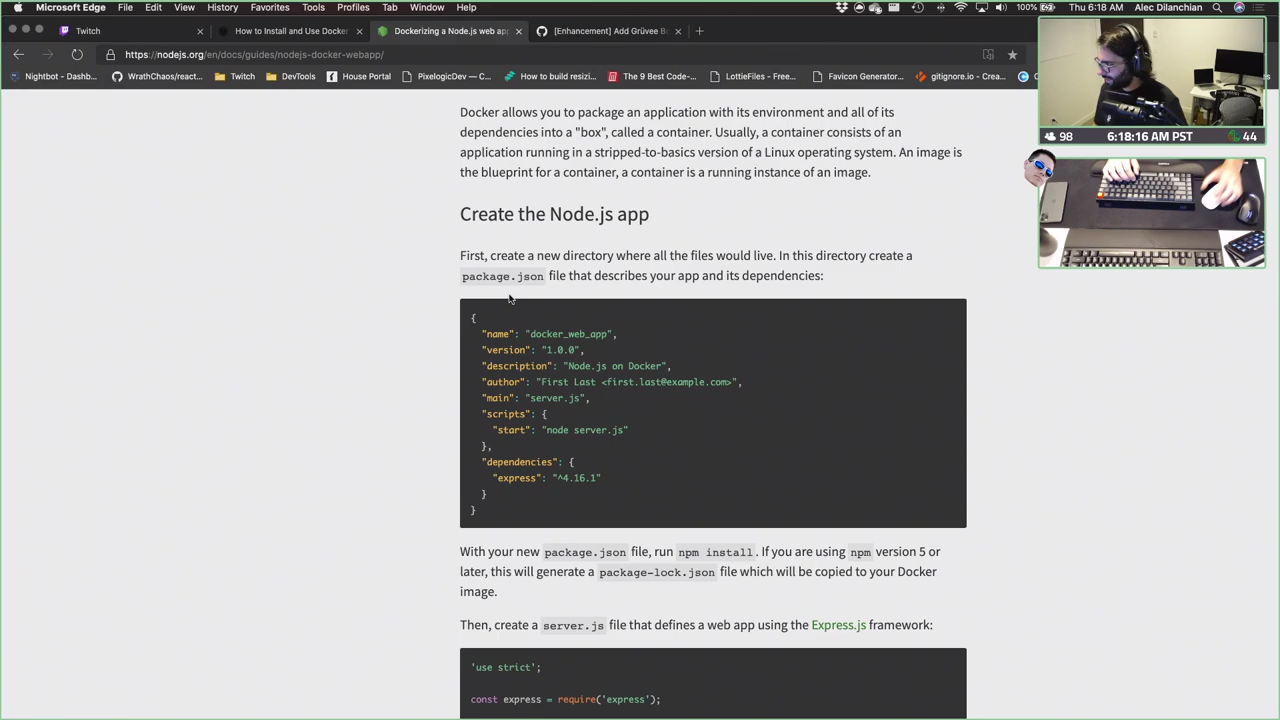 Microsoft Edge File Edit View History Favorites Tools Profiles Tab Window Help 100% Thu 6:18 AM Alec Dilanchian
Twitch × How to Install and Use Docker × Dockerizing a Node.js web app × [Enhancement] Add Grüvee Bo ×
https://nodejs.org/en/docs/guides/nodejs-docker-webapp/
Nightbot - Dashb... WrathChaos/react... Twitch DevTools House Portal PixelogicDev — C... How to build resizi... The 9 Best Code-... LottieFiles - Free... Favicon Generator... gitignore.io - Crea...
98 6:18:16 AM PST 44
Docker allows you to package an application with its environment and all of its
dependencies into a "box", called a container. Usually, a container consists of an
application running in a stripped-to-basics version of a Linux operating system. An image is
the blueprint for a container, a container is a running instance of an image.
Create the Node.js app
First, create a new directory where all the files would live. In this directory create a
package.json file that describes your app and its dependencies:
{
"name": "docker_web_app",
"version": "1.0.0",
"description": "Node.js on Docker",
"author": "First Last <first.last@example.com>",
"main": "server.js",
"scripts": {
"start": "node server.js"
},
"dependencies": {
"express": "^4.16.1"
}
}
With your new package.json file, run npm install. If you are using npm version 5 or
later, this will generate a package-lock.json file which will be copied to your Docker
image.
Then, create a server.js file that defines a web app using the Express.js framework:
'use strict';
const express = require('express');